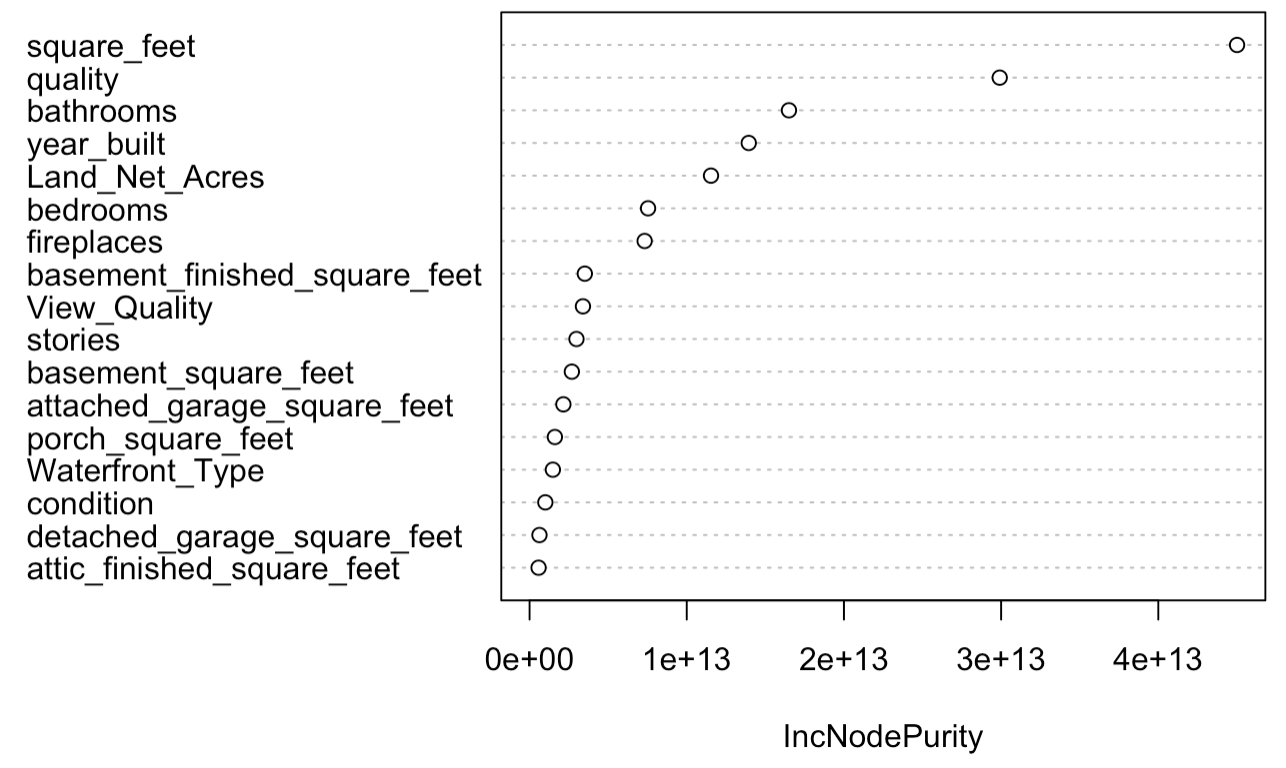 square_feet
quality
bathrooms
year_built
Land_Net_Acres
bedrooms
fireplaces
basement_finished_square_feet
View_Quality
stories
basement_square_feet
attached_garage_square_feet
porch_square_feet
Waterfront_Type
condition
detached_garage_square_feet
attic_finished_square_feet
0e+00 1e+13 2e+13 3e+13 4e+13
IncNodePurity